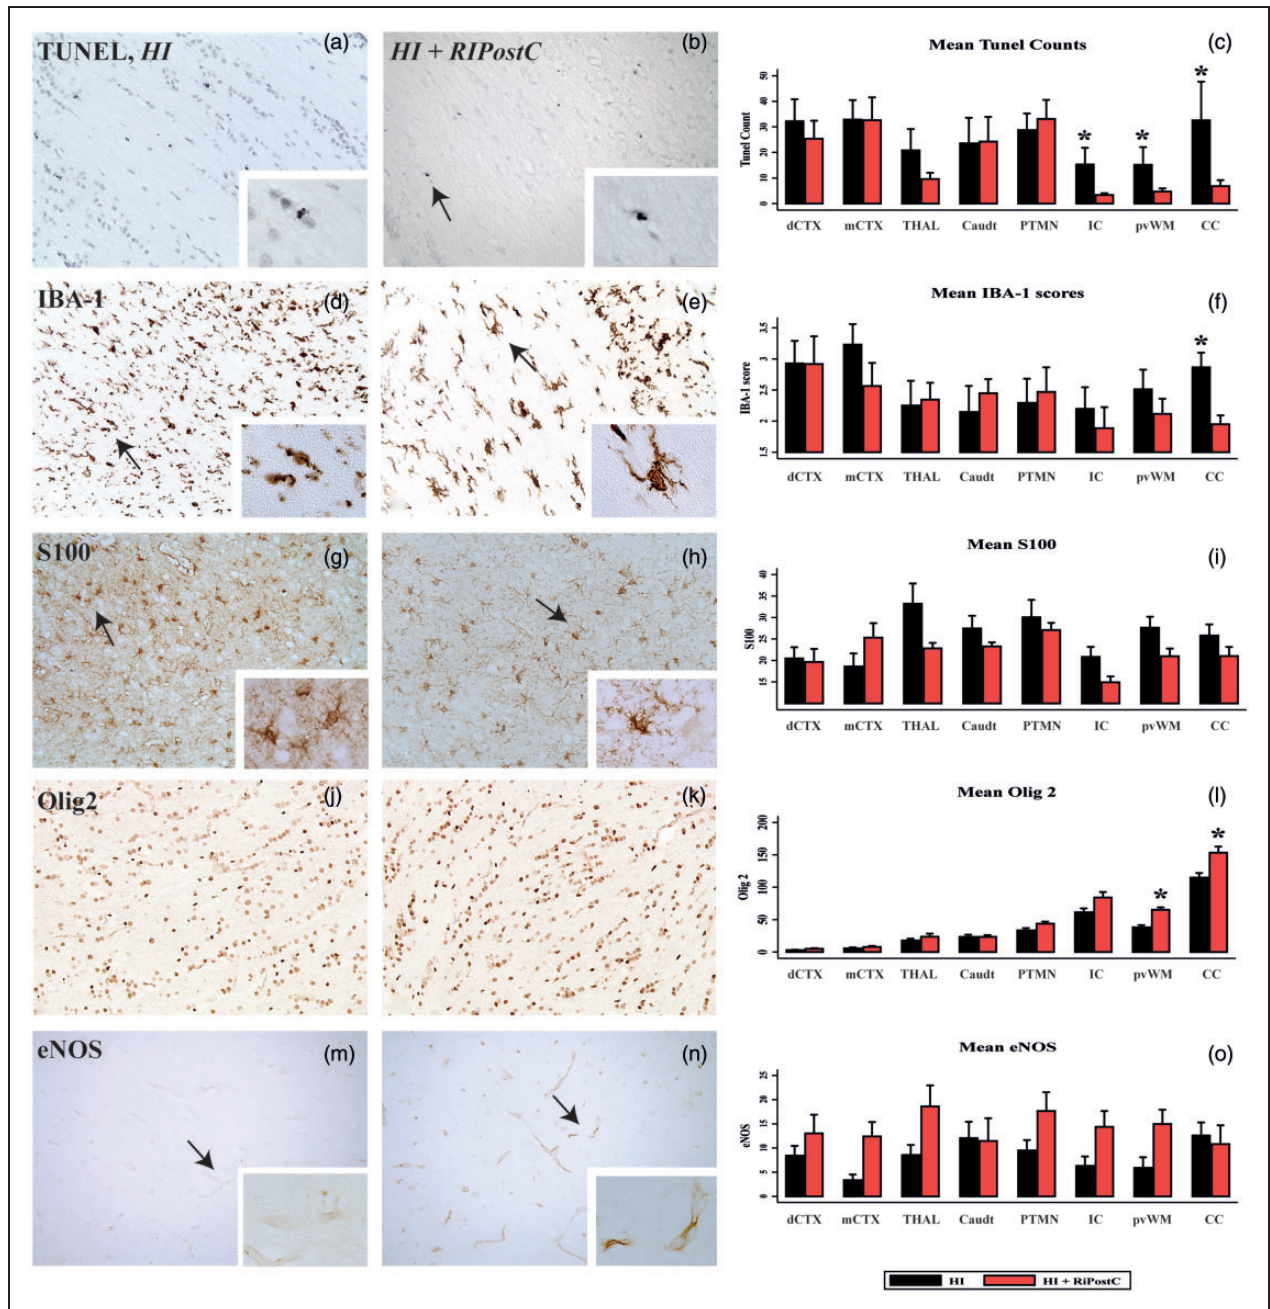 TUNEL, HI (a)
HI + RIPostC (b)
Mean Tunel Counts (c)
Tunel Count
50
40
30
20
10
0
dCTX mCTX THAL Caudt PTMN IC pvWM CC
* * *
IBA-1 (d)
(e)
Mean IBA-1 scores (f)
IBA-1 score
3.5
3
2.5
2
1.5
dCTX mCTX THAL Caudt PTMN IC pvWM CC
*
S100 (g)
(h)
Mean S100 (i)
S100
40
35
30
25
20
15
dCTX mCTX THAL Caudt PTMN IC pvWM CC
Olig2 (j)
(k)
Mean Olig 2 (l)
Olig 2
200
150
100
50
0
dCTX mCTX THAL Caudt PTMN IC pvWM CC
* *
eNOS (m)
(n)
Mean eNOS (o)
eNOS
25
20
15
10
5
0
dCTX mCTX THAL Caudt PTMN IC pvWM CC
HI HI + RiPostC